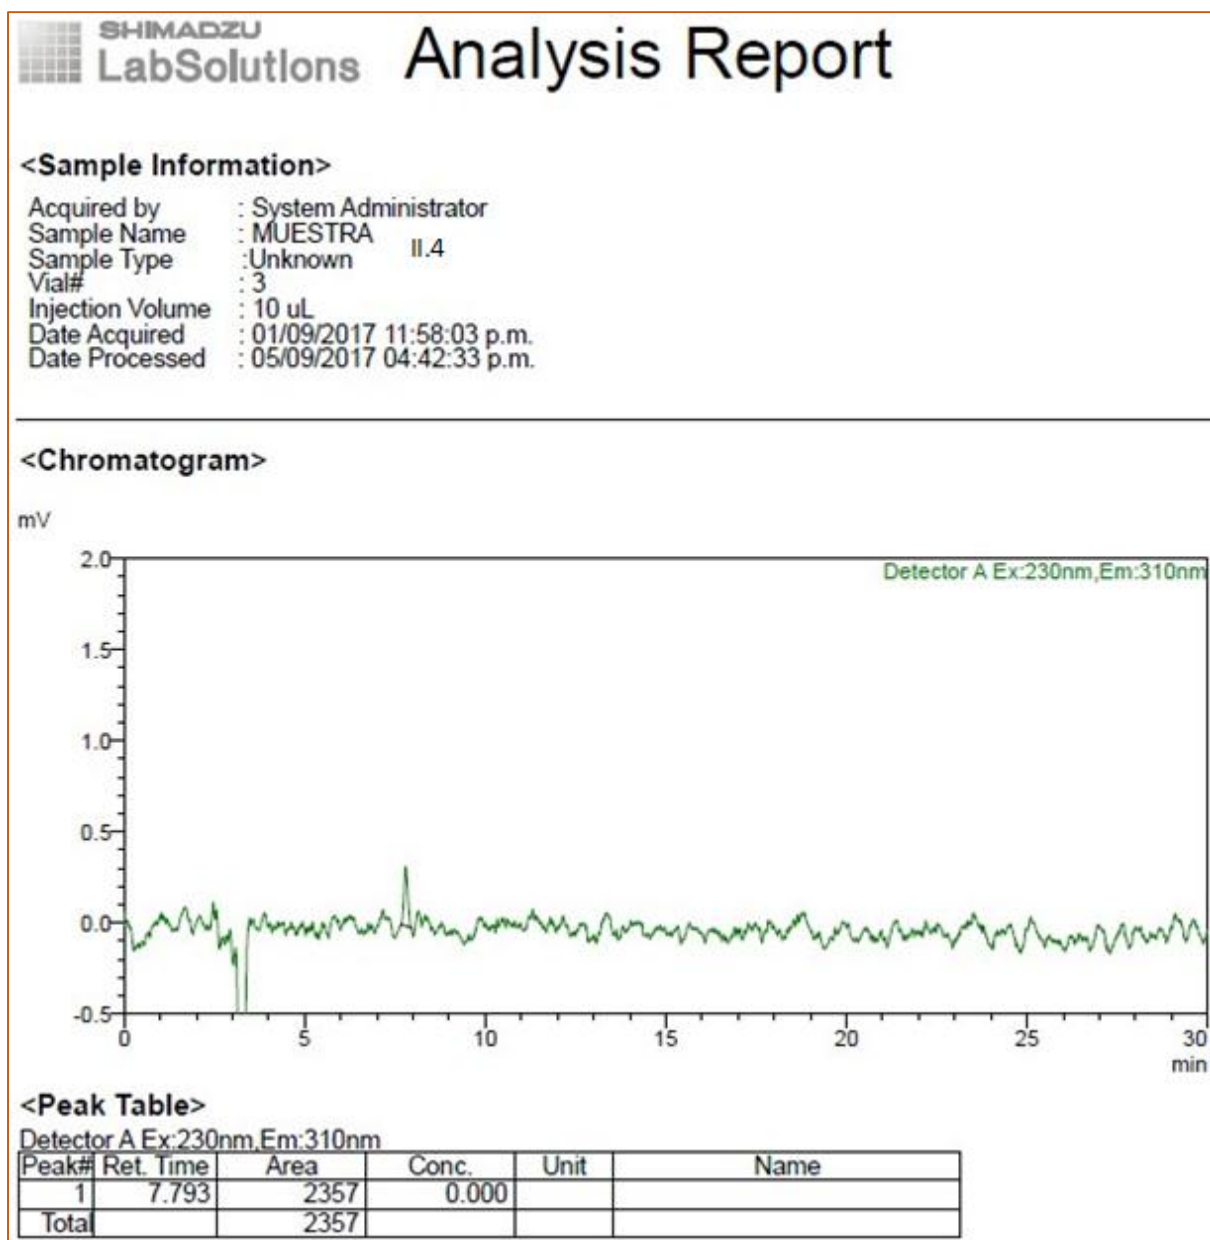 SHIMADZU
LabSolutions Analysis Report
<Sample Information>
Acquired by : System Administrator
Sample Name : MUESTRA II.4
Sample Type :Unknown
Vial# : 3
Injection Volume : 10 uL
Date Acquired : 01/09/2017 11:58:03 p.m.
Date Processed : 05/09/2017 04:42:33 p.m.
<Chromatogram>
mV
Detector A Ex:230nm,Em:310nm
2.0
1.5
1.0
0.5
0.0
-0.5
0 5 10 15 20 25 30
min
<Peak Table>
Detector A Ex:230nm,Em:310nm
Peak# Ret. Time Area Conc. Unit Name
1 7.793 2357 0.000
Total 2357